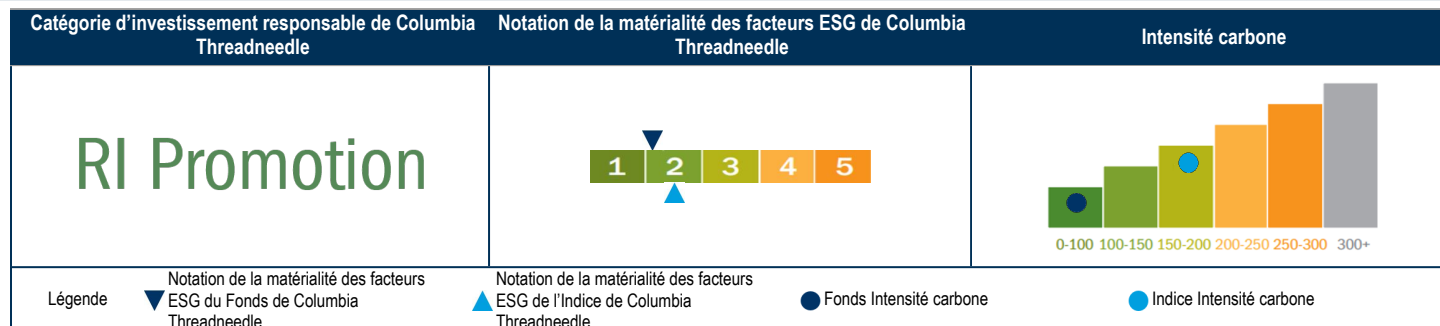 Catégorie d’investissement responsable de Columbia
Threadneedle
Notation de la matérialité des facteurs ESG de Columbia
Threadneedle
Intensité carbone
RI Promotion
1 2 3 4 5
0-100 100-150 150-200 200-250 250-300 300+
Légende
Notation de la matérialité des facteurs
ESG du Fonds de Columbia
Threadneedle
Notation de la matérialité des facteurs
ESG de l’Indice de Columbia
Threadneedle
Fonds Intensité carbone
Indice Intensité carbone